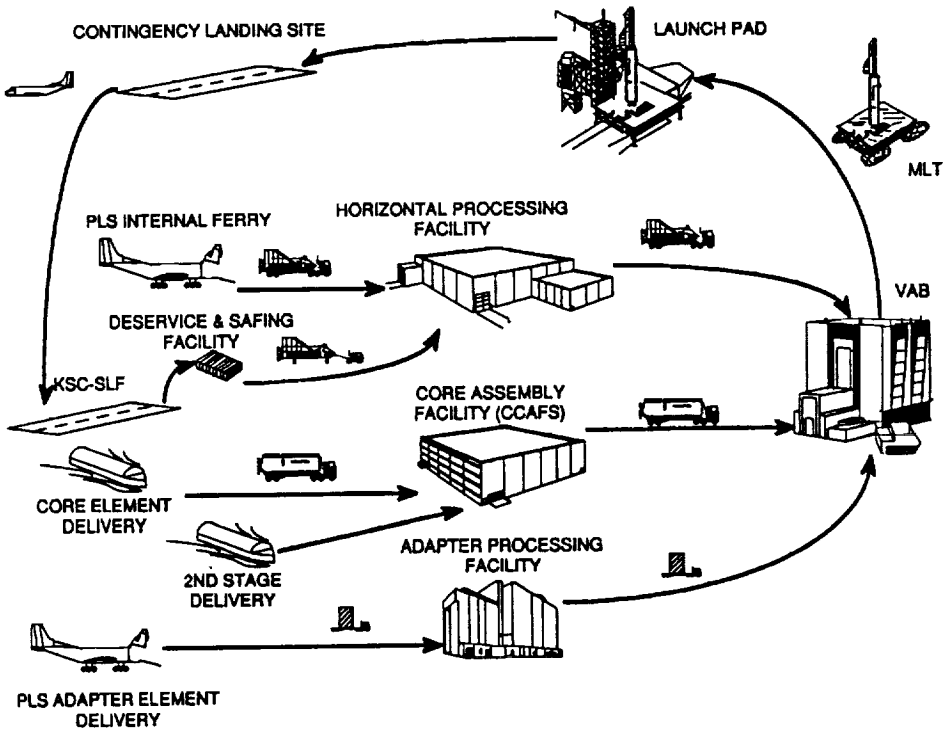 CONTINGENCY LANDING SITE
LAUNCH PAD
MLT
PLS INTERNAL FERRY
HORIZONTAL PROCESSING
FACILITY
VAB
DESERVICE & SAFING
FACILITY
KSC-SLF
CORE ASSEMBLY
FACILITY (CCAFS)
CORE ELEMENT
DELIVERY
2ND STAGE
DELIVERY
ADAPTER PROCESSING
FACILITY
PLS ADAPTER ELEMENT
DELIVERY